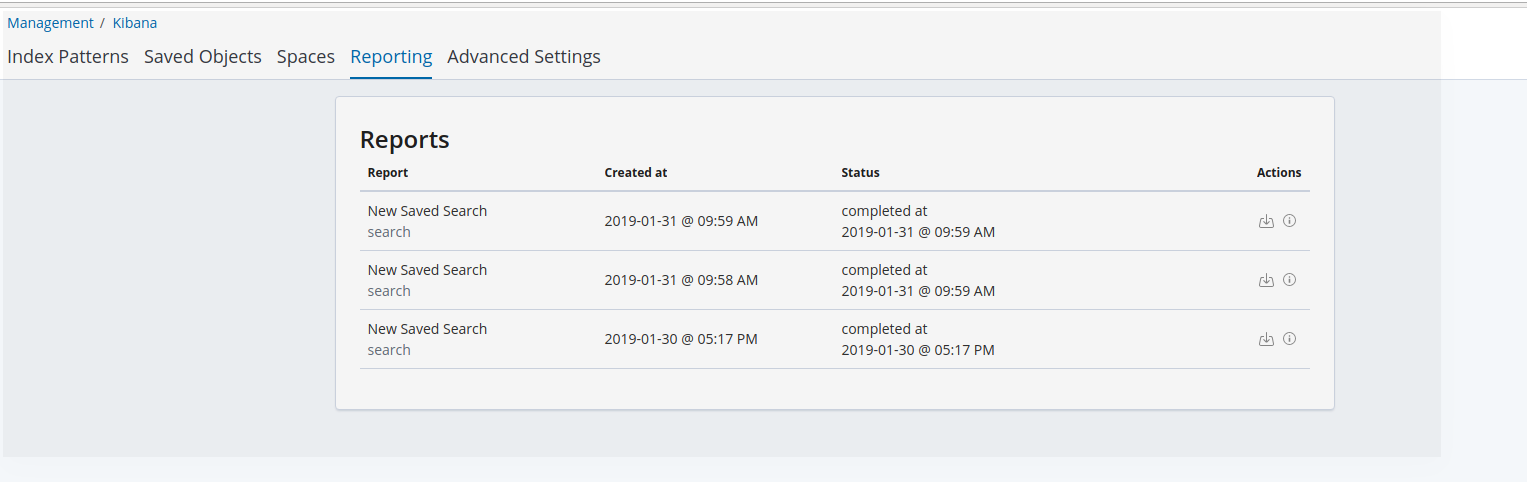 Management / Kibana
Index Patterns Saved Objects Spaces Reporting Advanced Settings
Reports
Report Created at Status Actions
New Saved Search
search
2019-01-31 @ 09:59 AM
completed at
2019-01-31 @ 09:59 AM
New Saved Search
search
2019-01-31 @ 09:58 AM
completed at
2019-01-31 @ 09:59 AM
New Saved Search
search
2019-01-30 @ 05:17 PM
completed at
2019-01-30 @ 05:17 PM